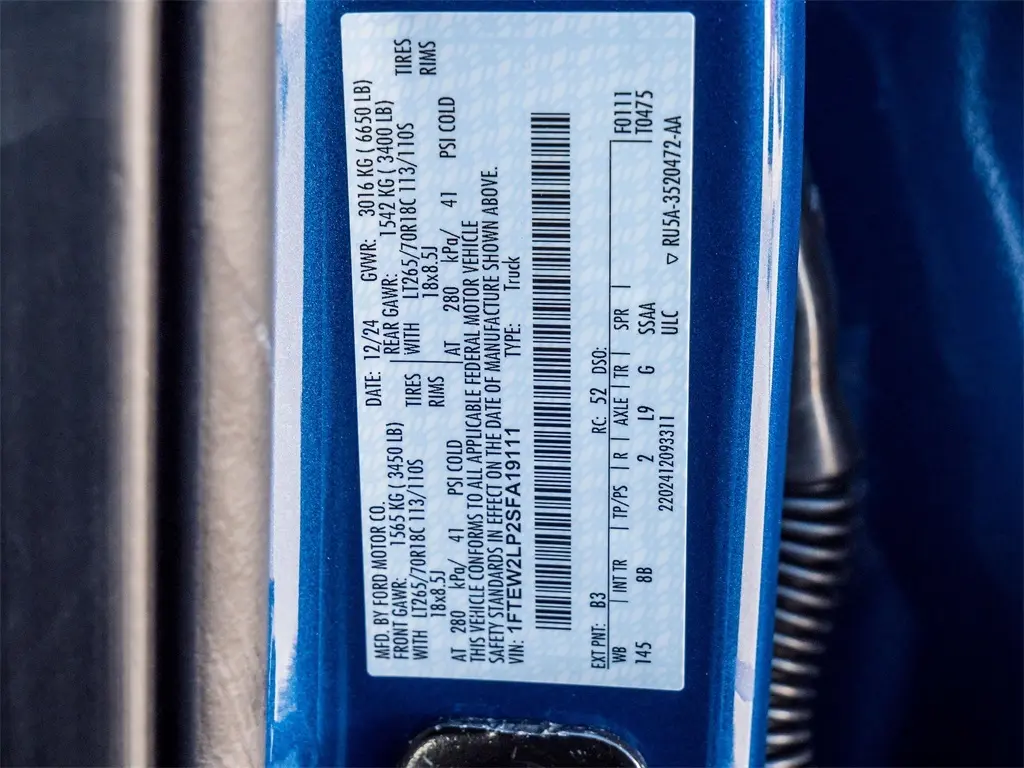 MFD. BY FORD MOTOR CO. DATE: 12/24 GVWR: 3016 KG ( 6650 LB)
FRONT GAWR: 1565 KG ( 3450 LB) REAR GAWR: 1542 KG ( 3400 LB)
WITH LT265/70R18C 113/110S TIRES WITH LT265/70R18C 113/110S TIRES
18x8.5J RIMS 18x8.5J RIMS
AT 280 kPa/ 41 PSI COLD AT 280 kPa/ 41 PSI COLD
THIS VEHICLE CONFORMS TO ALL APPLICABLE FEDERAL MOTOR VEHICLE
SAFETY STANDARDS IN EFFECT ON THE DATE OF MANUFACTURE SHOWN ABOVE.
VIN: 1FTEW2LP2SFA19111 TYPE: Truck
EXT PNT: B3 RC: 52 DSO: F0111
WB INT TR TP/PS R AXLE TR SPR T0475
145 8B 2 L9 G SSAA
2202412093311 ULC ▽ RU5A-3520472-AA